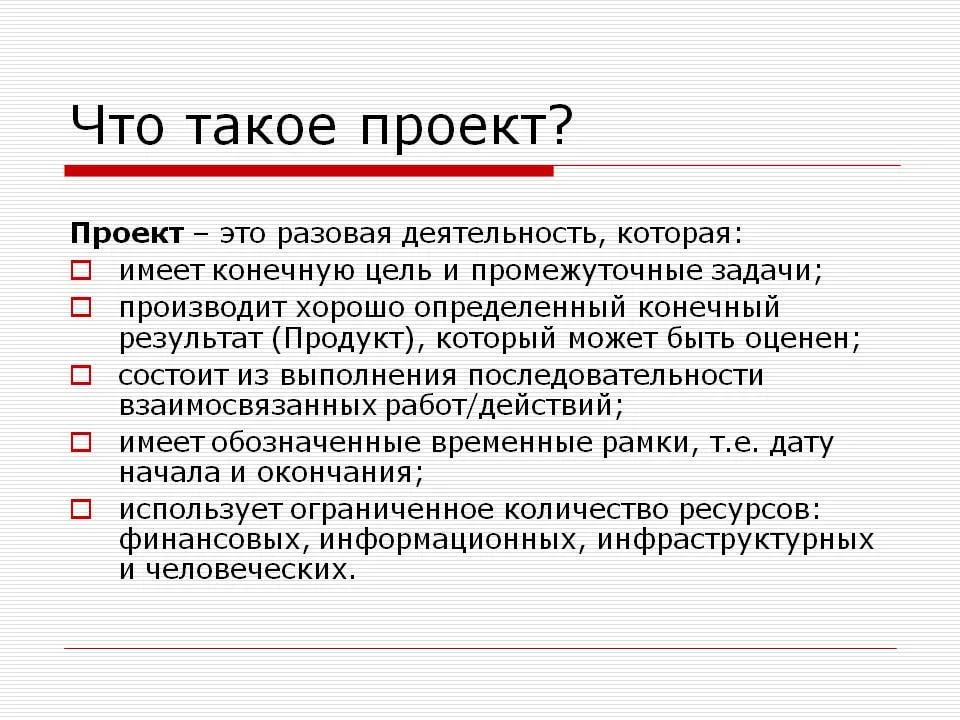 Что такое проект?
Проект – это разовая деятельность, которая:
имеет конечную цель и промежуточные задачи;
производит хорошо определенный конечный
результат (Продукт), который может быть оценен;
состоит из выполнения последовательности
взаимосвязанных работ/действий;
имеет обозначенные временные рамки, т.е. дату
начала и окончания;
использует ограниченное количество ресурсов:
финансовых, информационных, инфраструктурных
и человеческих.